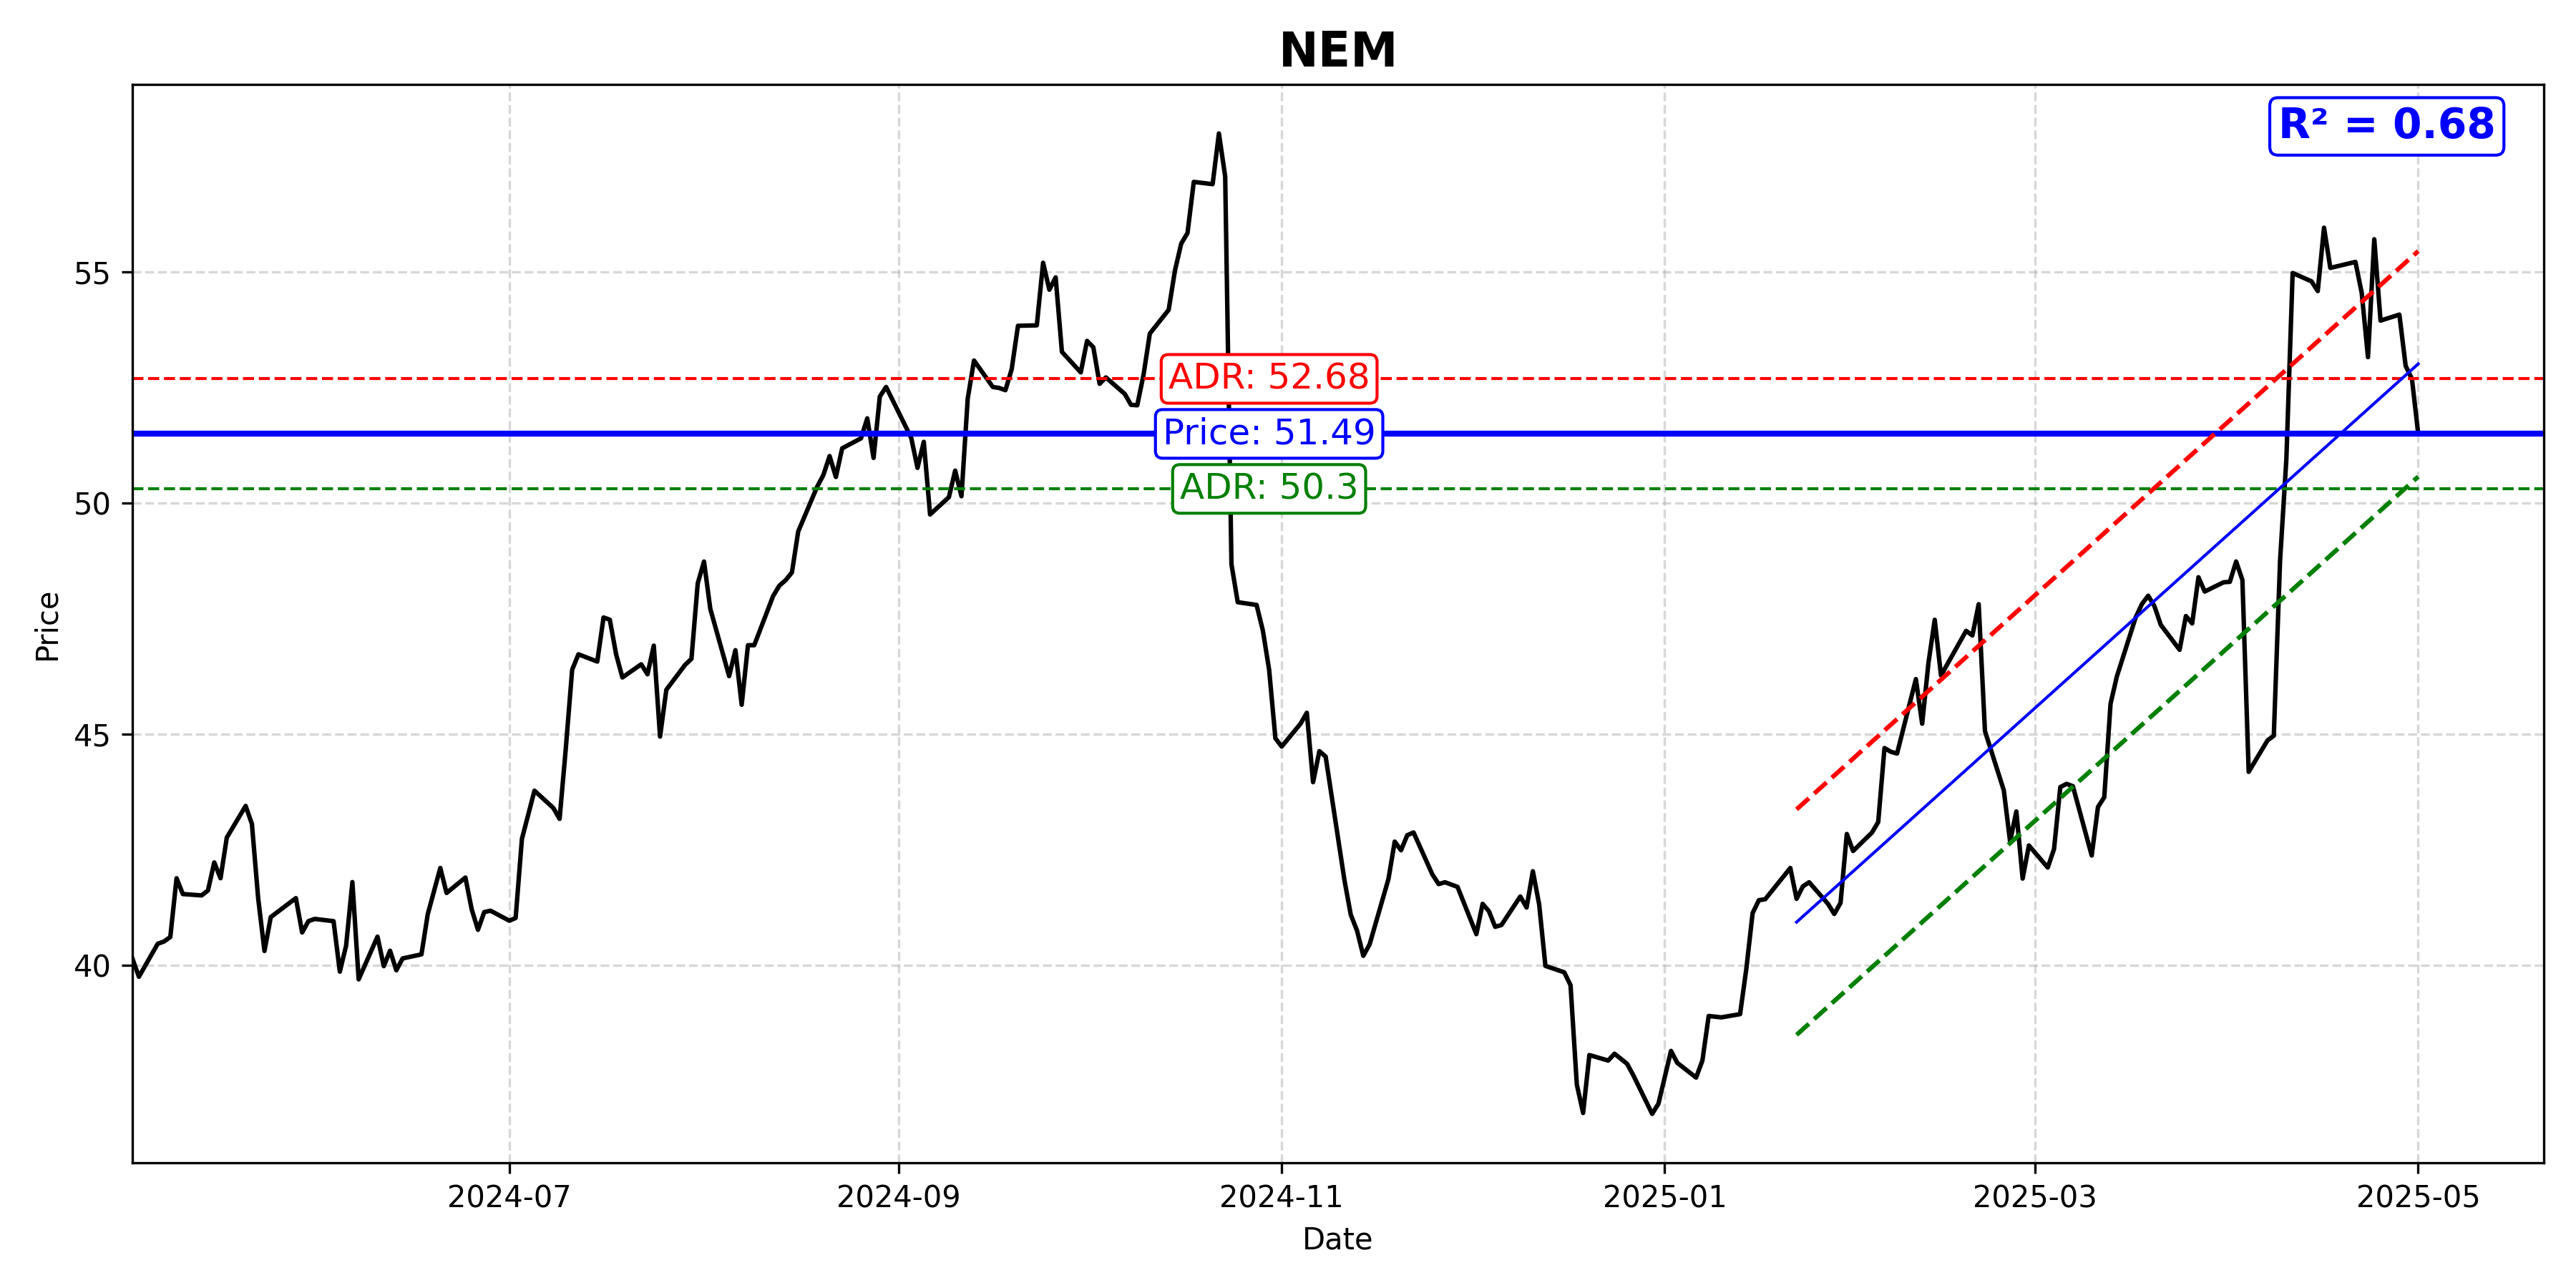 NEM
R² = 0.68
55
ADR: 52.68
Price: 51.49
ADR: 50.3
50
Price
45
40
2024-07
2024-09
2024-11
2025-01
2025-03
2025-05
Date